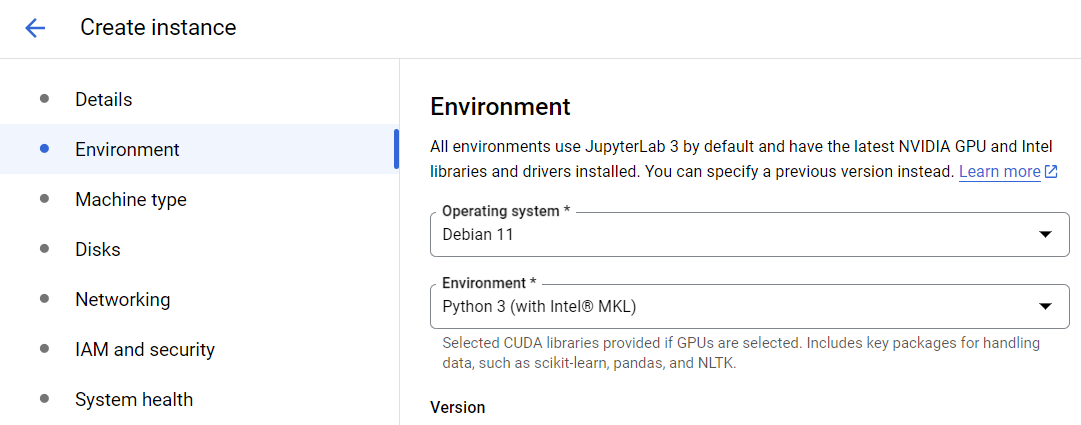 Create instance
Details
Environment
Machine type
Disks
Networking
IAM and security
System health
Environment
All environments use JupyterLab 3 by default and have the latest NVIDIA GPU and Intel
libraries and drivers installed. You can specify a previous version instead. Learn more
Operating system *
Debian 11
Environment *
Python 3 (with Intel® MKL)
Selected CUDA libraries provided if GPUs are selected. Includes key packages for handling
data, such as scikit-learn, pandas, and NLTK.
Version